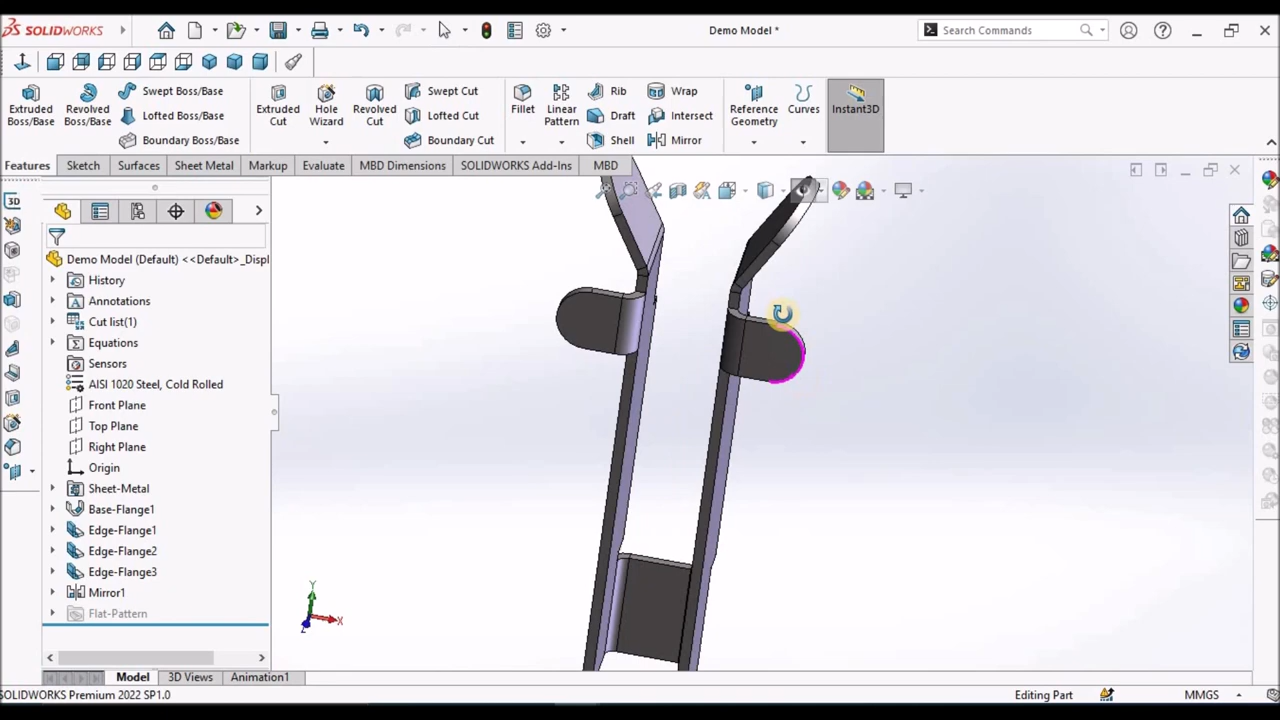 SOLIDWORKS
Demo Model *
Search Commands
Extruded Boss/Base
Revolved Boss/Base
Swept Boss/Base
Lofted Boss/Base
Boundary Boss/Base
Extruded Cut
Hole Wizard
Revolved Cut
Swept Cut
Lofted Cut
Boundary Cut
Fillet
Linear Pattern
Rib
Draft
Shell
Wrap
Intersect
Mirror
Reference Geometry
Curves
Instant3D
Features
Sketch
Surfaces
Sheet Metal
Markup
Evaluate
MBD Dimensions
SOLIDWORKS Add-Ins
MBD
3D
Demo Model (Default) <<Default>_Displ
History
Annotations
Cut list(1)
Equations
Sensors
AISI 1020 Steel, Cold Rolled
Front Plane
Top Plane
Right Plane
Origin
Sheet-Metal
Base-Flange1
Edge-Flange1
Edge-Flange2
Edge-Flange3
Mirror1
Flat-Pattern
Y
X
Z
Model
3D Views
Animation1
SOLIDWORKS Premium 2022 SP1.0
Editing Part
MMGS